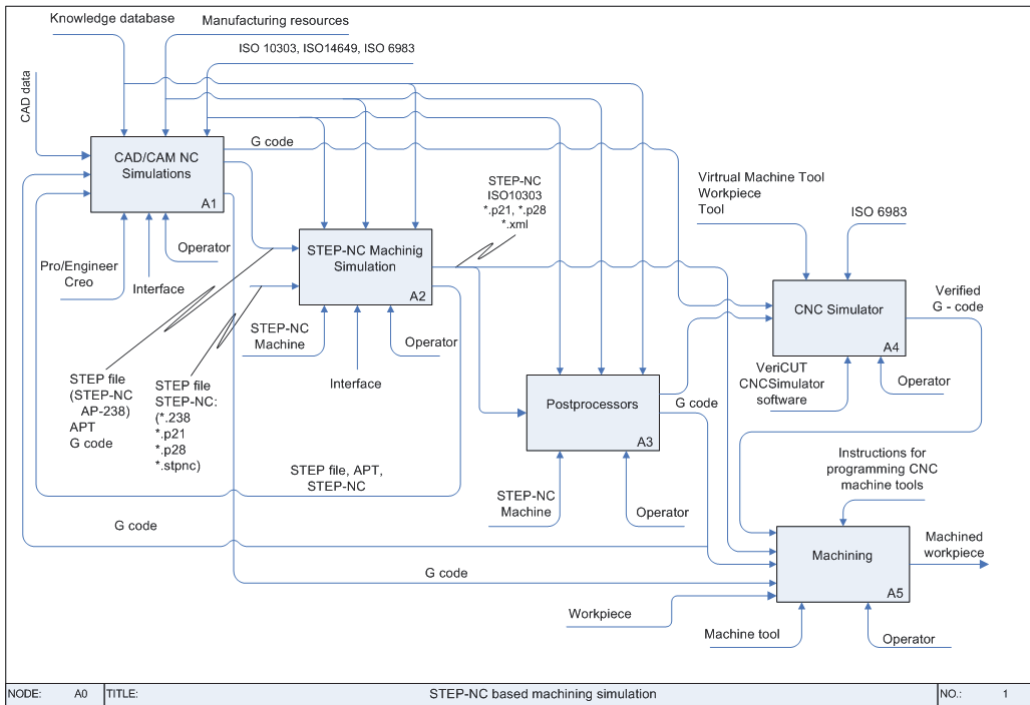 Knowledge database
Manufacturing resources
ISO 10303, ISO14649, ISO 6983
CAD data
G code
CAD/CAM NC
Simulations
A1
STEP-NC
ISO10303
*.p21, *.p28
*.xml
Virtrual Machine Tool
Workpiece
Tool
ISO 6983
Operator
Pro/Engineer
Creo
Interface
STEP-NC Machinig
Simulation
A2
CNC Simulator
A4
Verified
G - code
STEP-NC
Machine
Operator
Interface
VeriCUT
CNCSimulator
software
Operator
STEP file
(STEP-NC
AP-238)
APT
G code
STEP file
STEP-NC:
(*.238
*.p21
*.p28
*.stpnc)
Postprocessors
A3
G code
STEP file, APT,
STEP-NC
STEP-NC
Machine
Operator
Instructions for
programming CNC
machine tools
G code
G code
Machining
A5
Machined
workpiece
Workpiece
Machine tool
Operator
NODE: A0 TITLE: STEP-NC based machining simulation NO.: 1